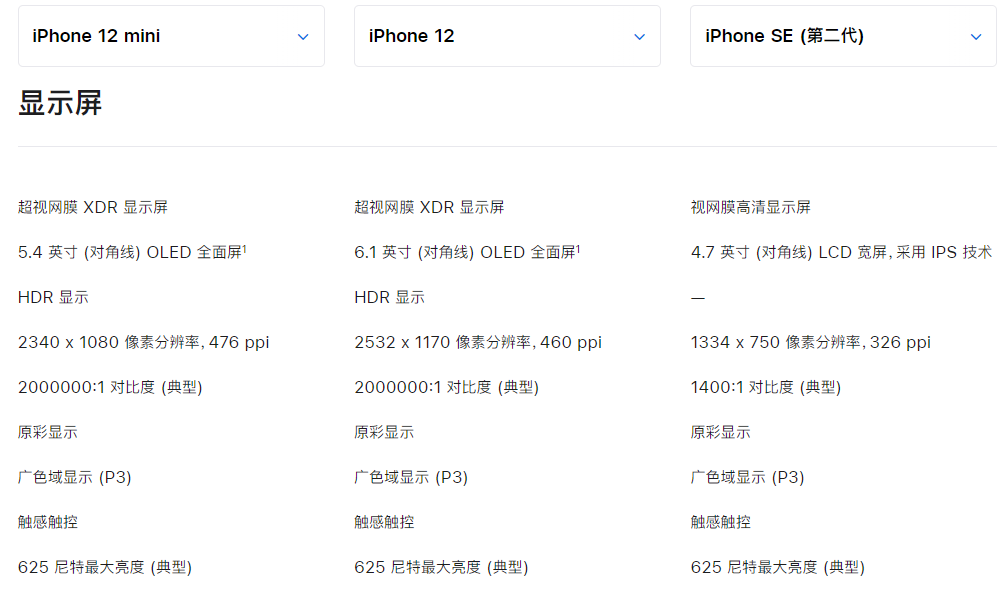 iPhone 12 mini iPhone 12 iPhone SE (第二代)
显示屏
超视网膜 XDR 显示屏 超视网膜 XDR 显示屏 视网膜高清显示屏
5.4 英寸 (对角线) OLED 全面屏¹ 6.1 英寸 (对角线) OLED 全面屏¹ 4.7 英寸 (对角线) LCD 宽屏, 采用 IPS 技术
HDR 显示 HDR 显示 —
2340 x 1080 像素分辨率, 476 ppi 2532 x 1170 像素分辨率, 460 ppi 1334 x 750 像素分辨率, 326 ppi
2000000:1 对比度 (典型) 2000000:1 对比度 (典型) 1400:1 对比度 (典型)
原彩显示 原彩显示 原彩显示
广色域显示 (P3) 广色域显示 (P3) 广色域显示 (P3)
触感触控 触感触控 触感触控
625 尼特最大亮度 (典型) 625 尼特最大亮度 (典型) 625 尼特最大亮度 (典型)